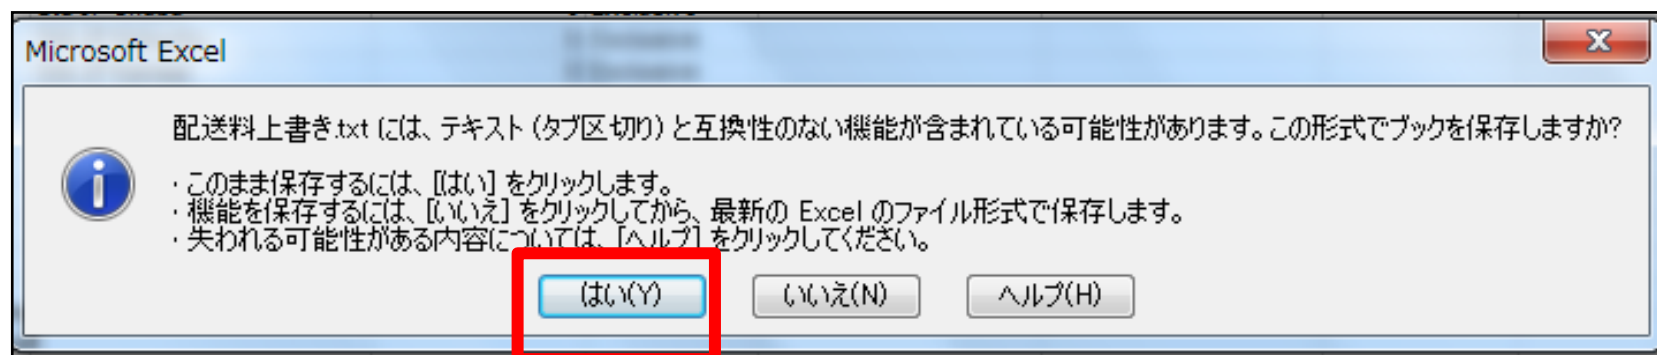 Microsoft Excel
配送料上書き.txt には、テキスト (タブ区切り) と互換性のない機能が含まれている可能性があります。この形式でブックを保存しますか?
・このまま保存するには、[はい] をクリックします。
・機能を保存するには、[いいえ] をクリックしてから、最新の Excel のファイル形式で保存します。
・失われる可能性がある内容については、[ヘルプ] をクリックしてください。
はい(Y) いいえ(N) ヘルプ(H)